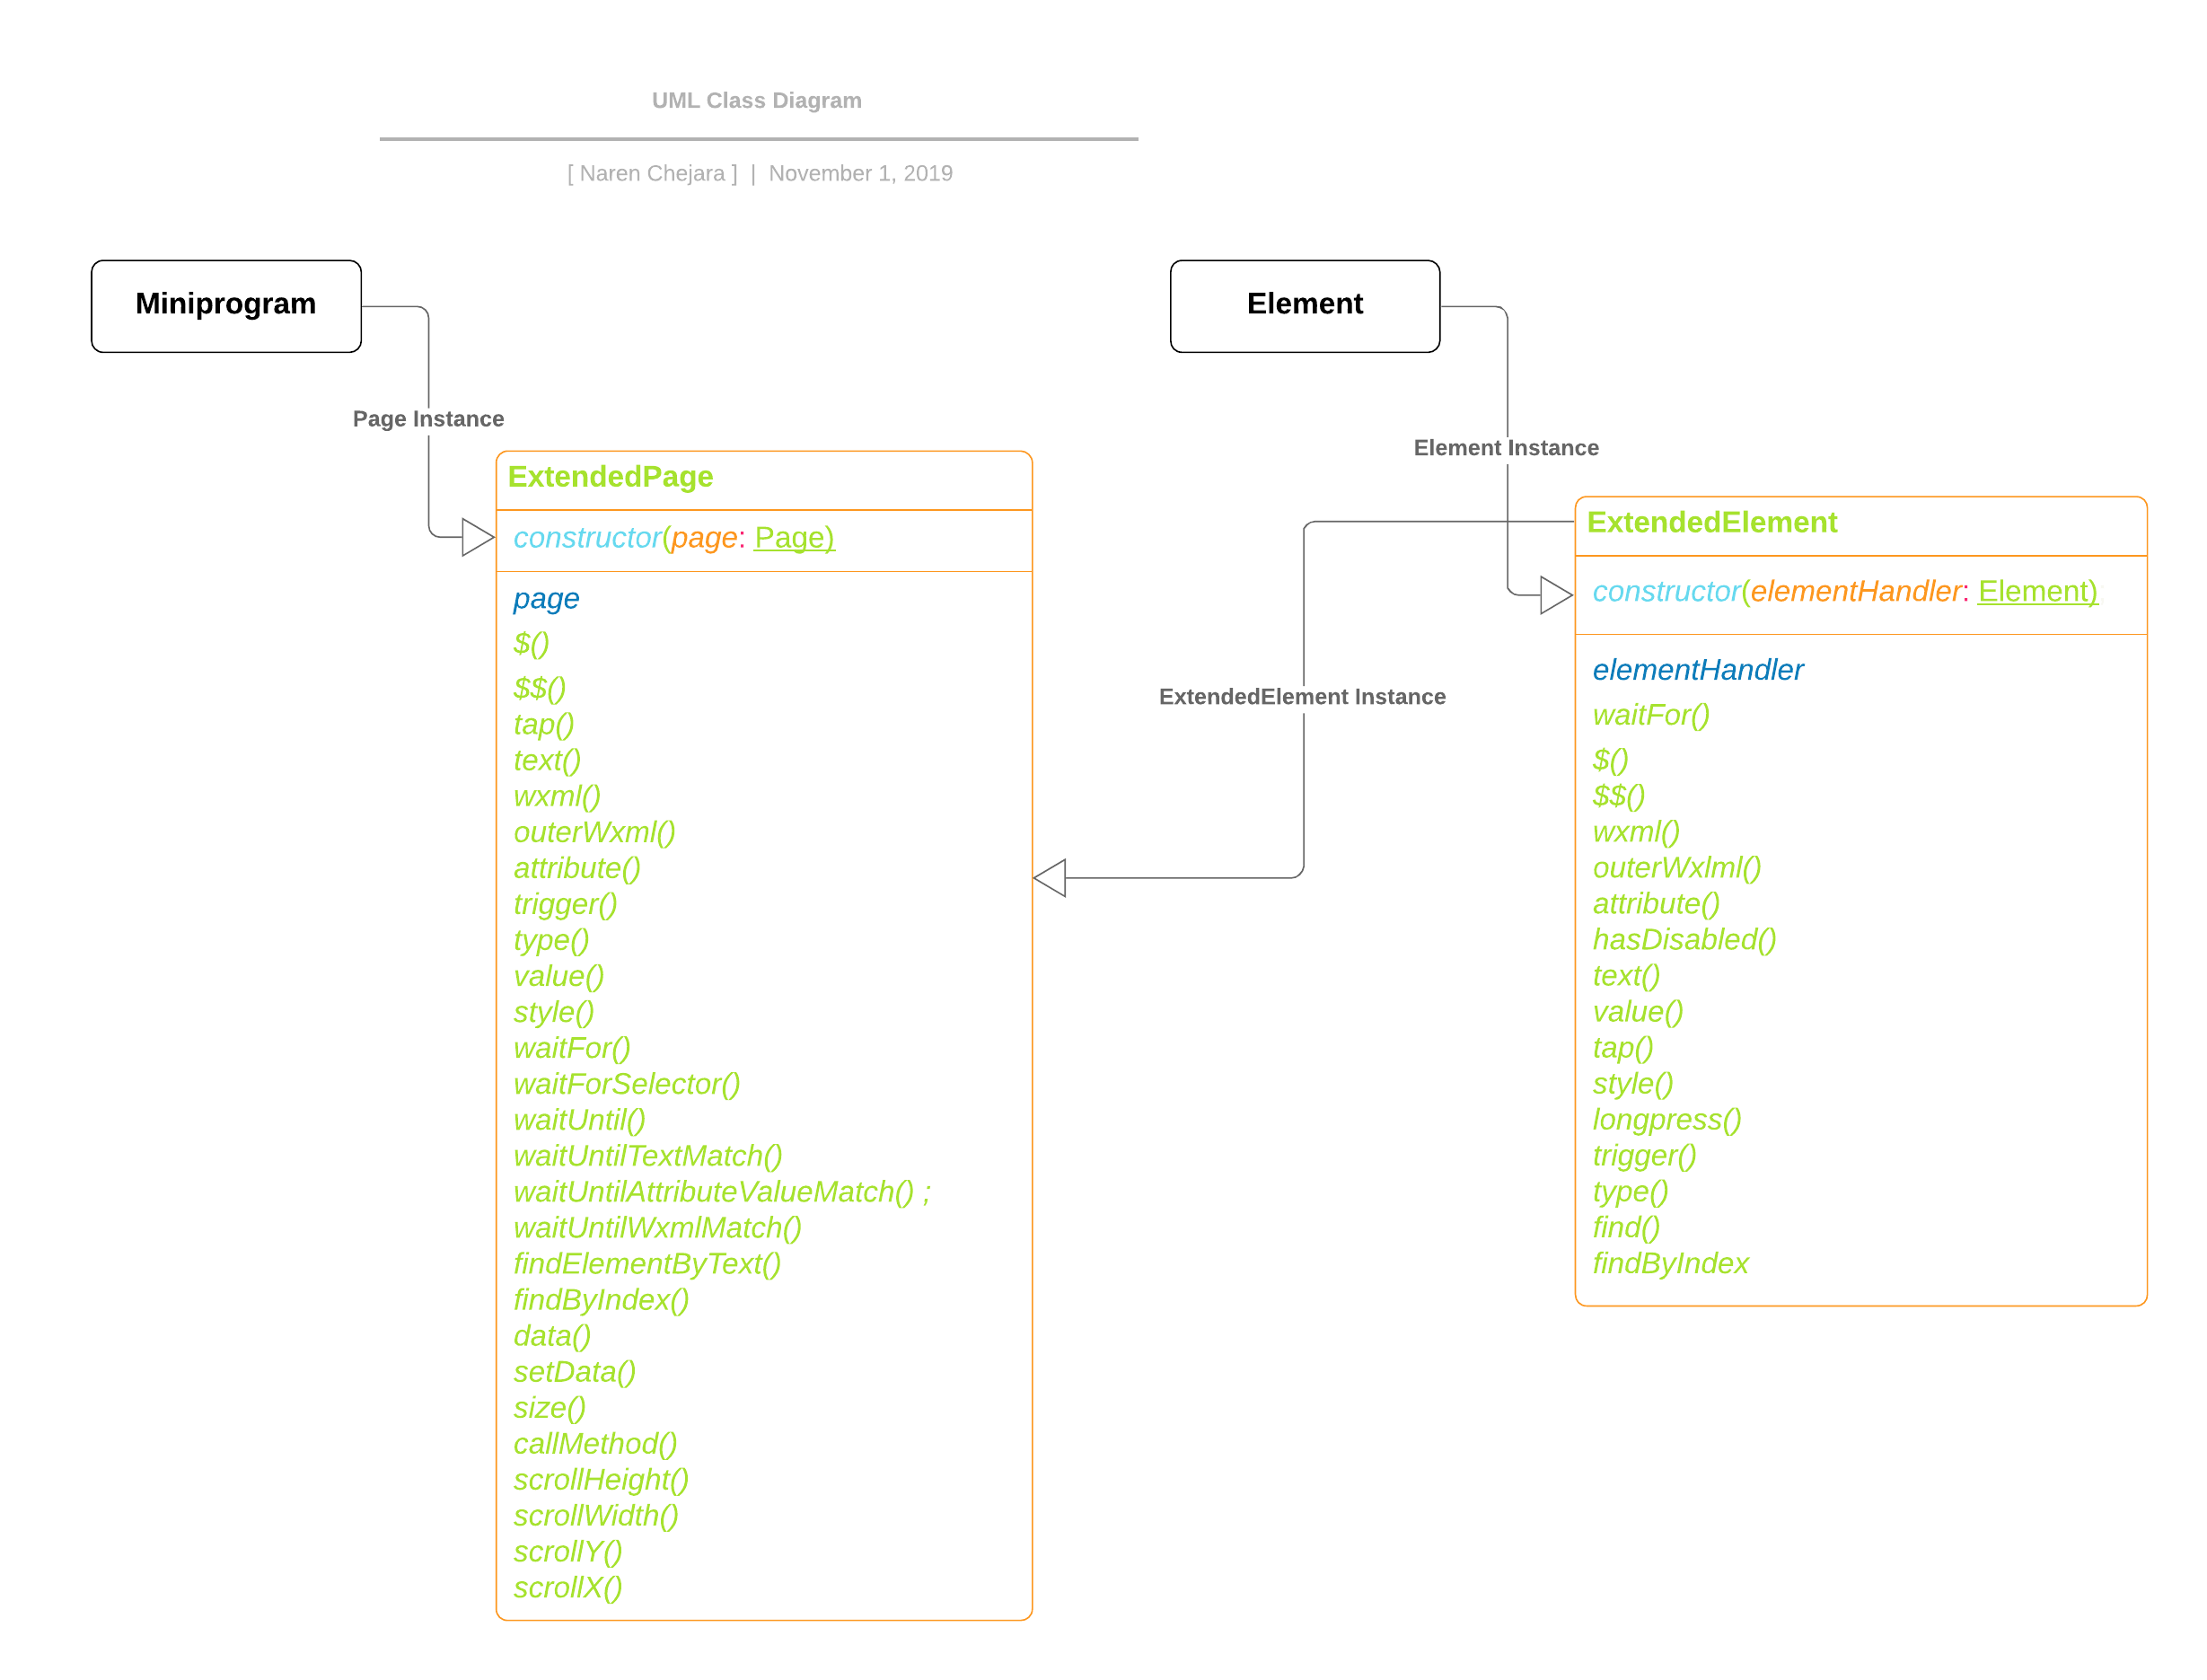 UML Class Diagram
[ Naren Chejara ] | November 1, 2019
Miniprogram
Element
Page Instance
Element Instance
ExtendedElement Instance
ExtendedPage
constructor(page: Page)
page
$()
$$()
tap()
text()
wxml()
outerWxml()
attribute()
trigger()
type()
value()
style()
waitFor()
waitForSelector()
waitUntil()
waitUntilTextMatch()
waitUntilAttributeValueMatch() ;
waitUntilWxmlMatch()
findElementByText()
findByIndex()
data()
setData()
size()
callMethod()
scrollHeight()
scrollWidth()
scrollY()
scrollX()
ExtendedElement
constructor(elementHandler: Element)
elementHandler
waitFor()
$()
$$()
wxml()
outerWxlml()
attribute()
hasDisabled()
text()
value()
tap()
style()
longpress()
trigger()
type()
find()
findByIndex